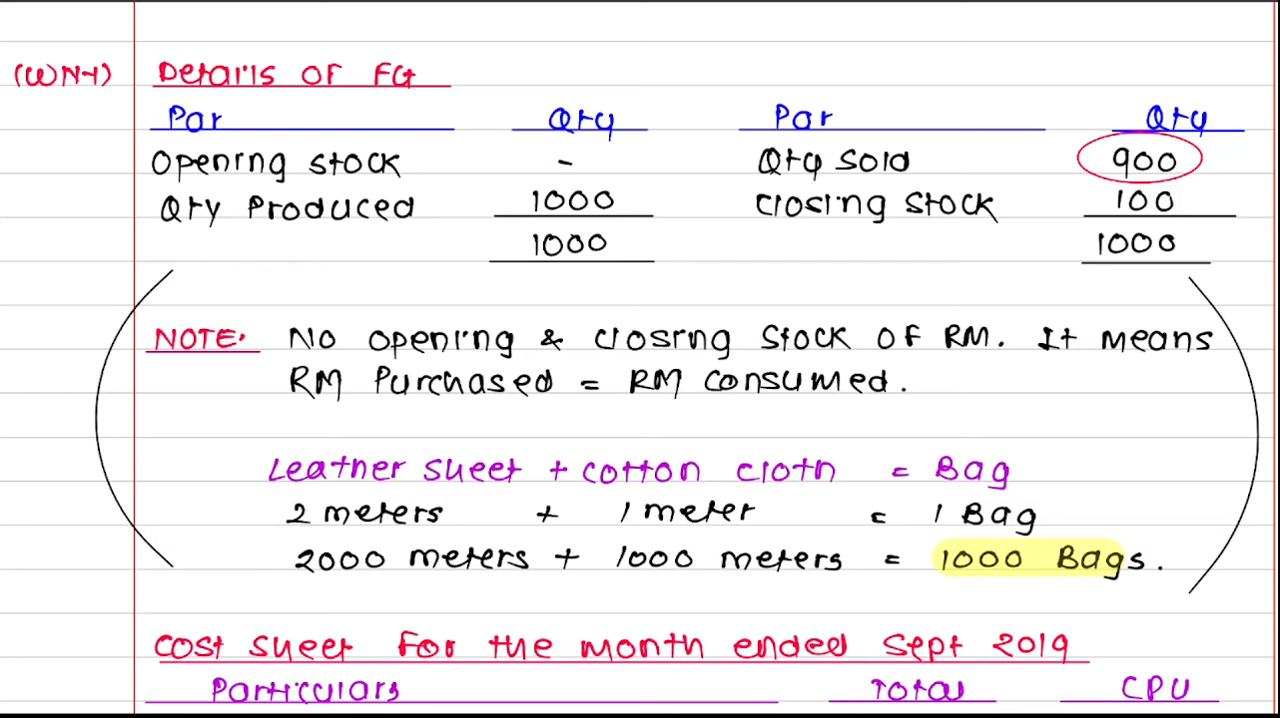 (WN-1) Details of FG
Par Qty Par Qty
Opening stock - Qty sold 900
Qty Produced 1000 closing stock 100
1000 1000
NOTE: No opening & closing stock of RM. It means
RM Purchased = RM consumed.
Leather sheet + cotton cloth = Bag
2 meters + 1 meter = 1 Bag
2000 meters + 1000 meters = 1000 Bags.
Cost sheet for the month ended Sept 2019
Particulars Total CPU